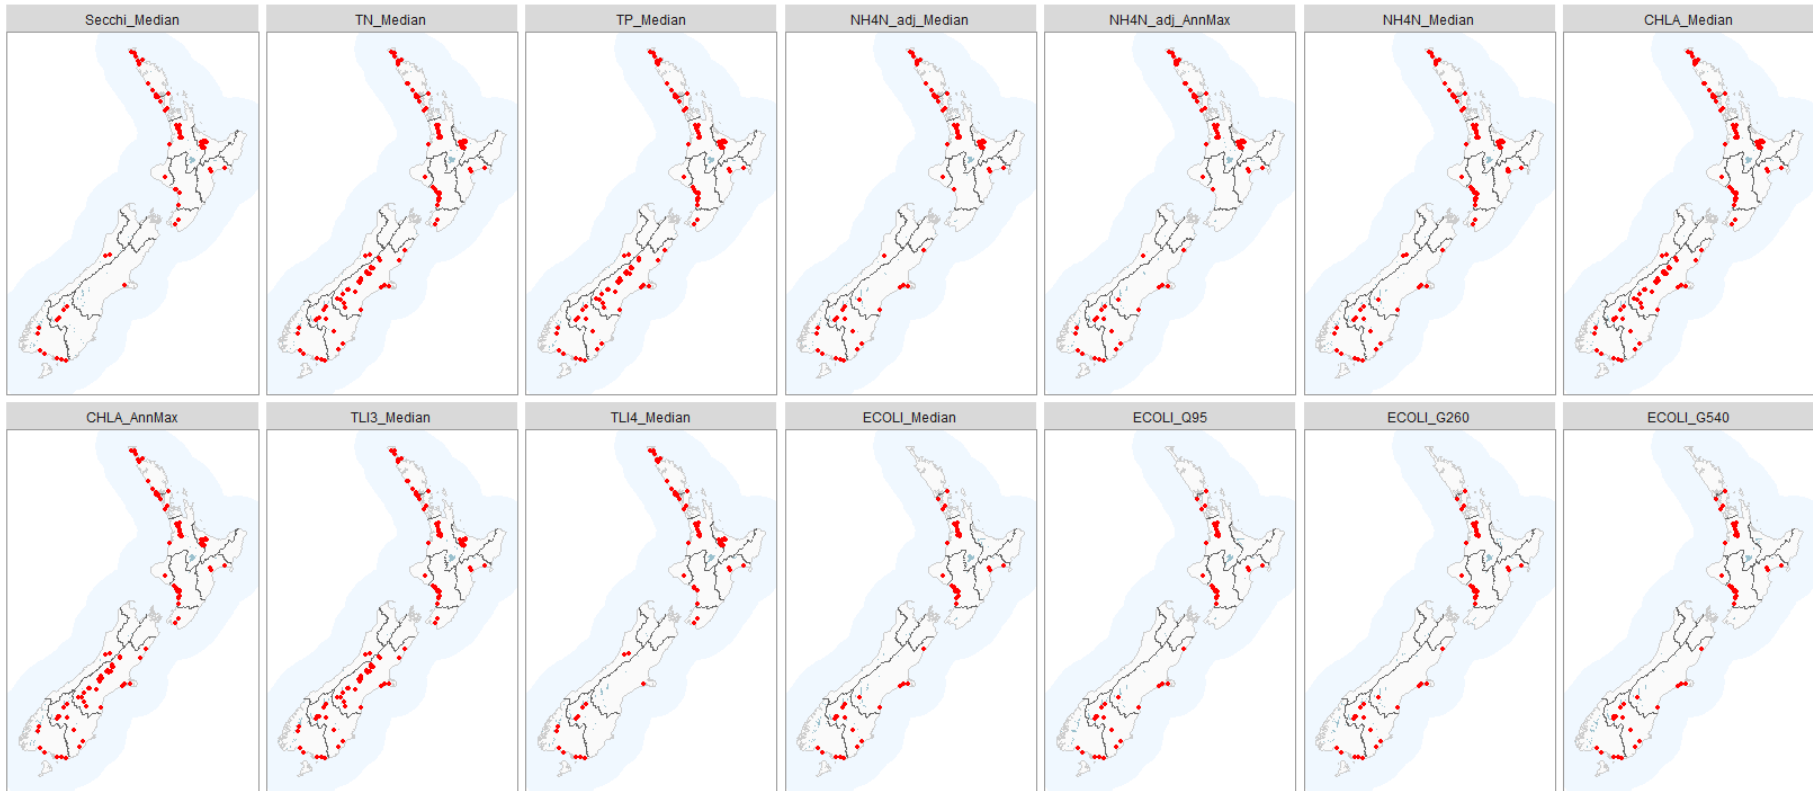 Secchi_Median
TN_Median
TP_Median
NH4N_adj_Median
NH4N_adj_AnnMax
NH4N_Median
CHLA_Median
CHLA_AnnMax
TLI3_Median
TLI4_Median
ECOLI_Median
ECOLI_Q95
ECOLI_G260
ECOLI_G540